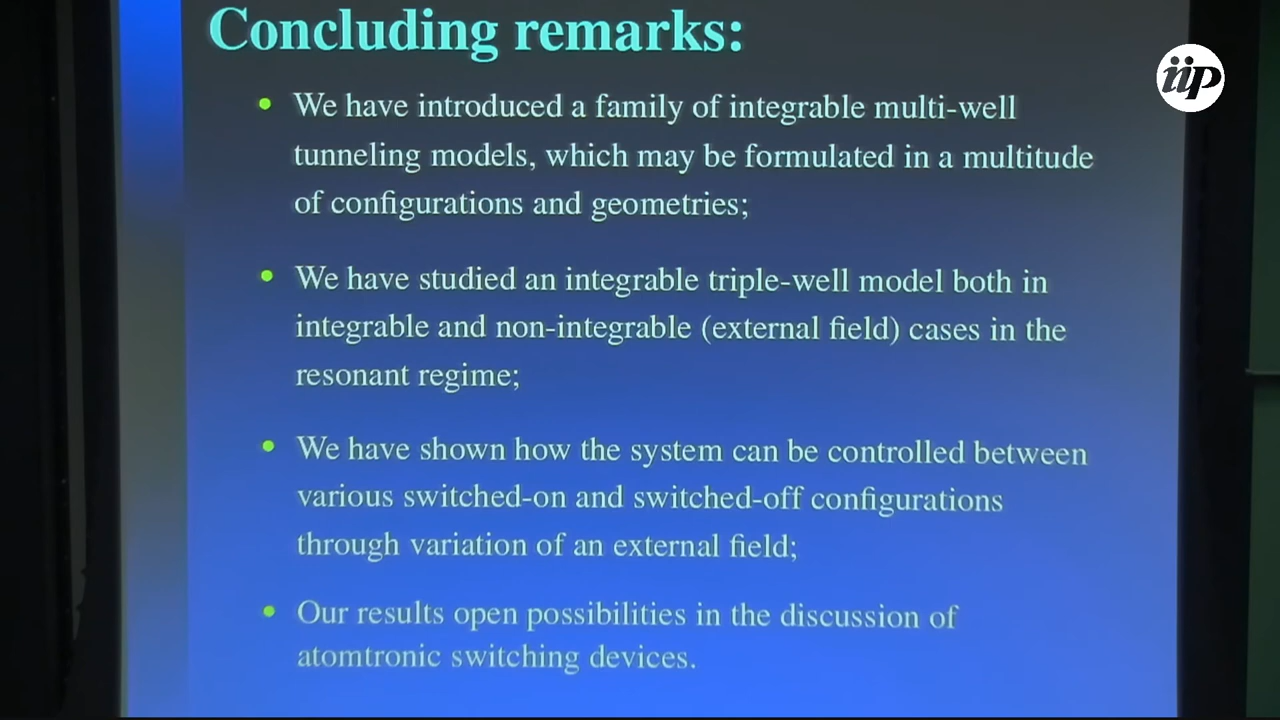 Concluding remarks:
iip
• We have introduced a family of integrable multi-well
tunneling models, which may be formulated in a multitude
of configurations and geometries;
• We have studied an integrable triple-well model both in
integrable and non-integrable (external field) cases in the
resonant regime;
• We have shown how the system can be controlled between
various switched-on and switched-off configurations
through variation of an external field;
• Our results open possibilities in the discussion of
atomtronic switching devices.